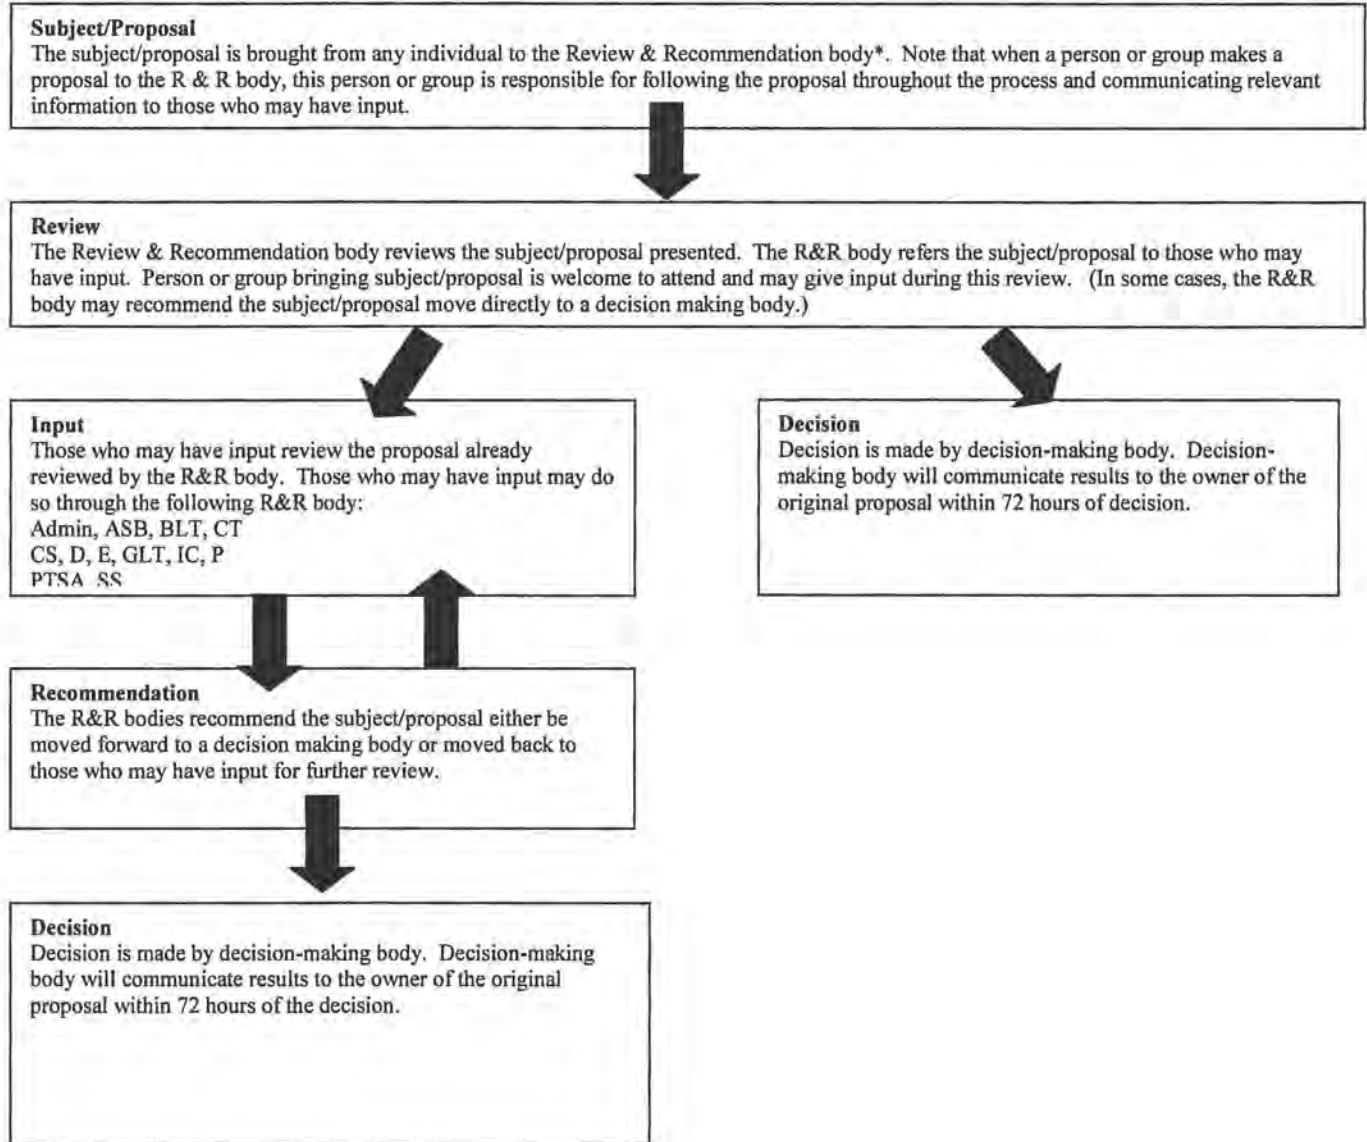 Subject/Proposal
The subject/proposal is brought from any individual to the Review & Recommendation body*. Note that when a person or group makes a
proposal to the R & R body, this person or group is responsible for following the proposal throughout the process and communicating relevant
information to those who may have input.
Review
The Review & Recommendation body reviews the subject/proposal presented. The R&R body refers the subject/proposal to those who may
have input. Person or group bringing subject/proposal is welcome to attend and may give input during this review. (In some cases, the R&R
body may recommend the subject/proposal move directly to a decision making body.)
Input
Those who may have input review the proposal already
reviewed by the R&R body. Those who may have input may do
so through the following R&R body:
Admin, ASB, BLT, CT
CS, D, E, GLT, IC, P
PTSA, SS
Decision
Decision is made by decision-making body. Decision-
making body will communicate results to the owner of the
original proposal within 72 hours of decision.
Recommendation
The R&R bodies recommend the subject/proposal either be
moved forward to a decision making body or moved back to
those who may have input for further review.
Decision
Decision is made by decision-making body. Decision-making
body will communicate results to the owner of the original
proposal within 72 hours of the decision.